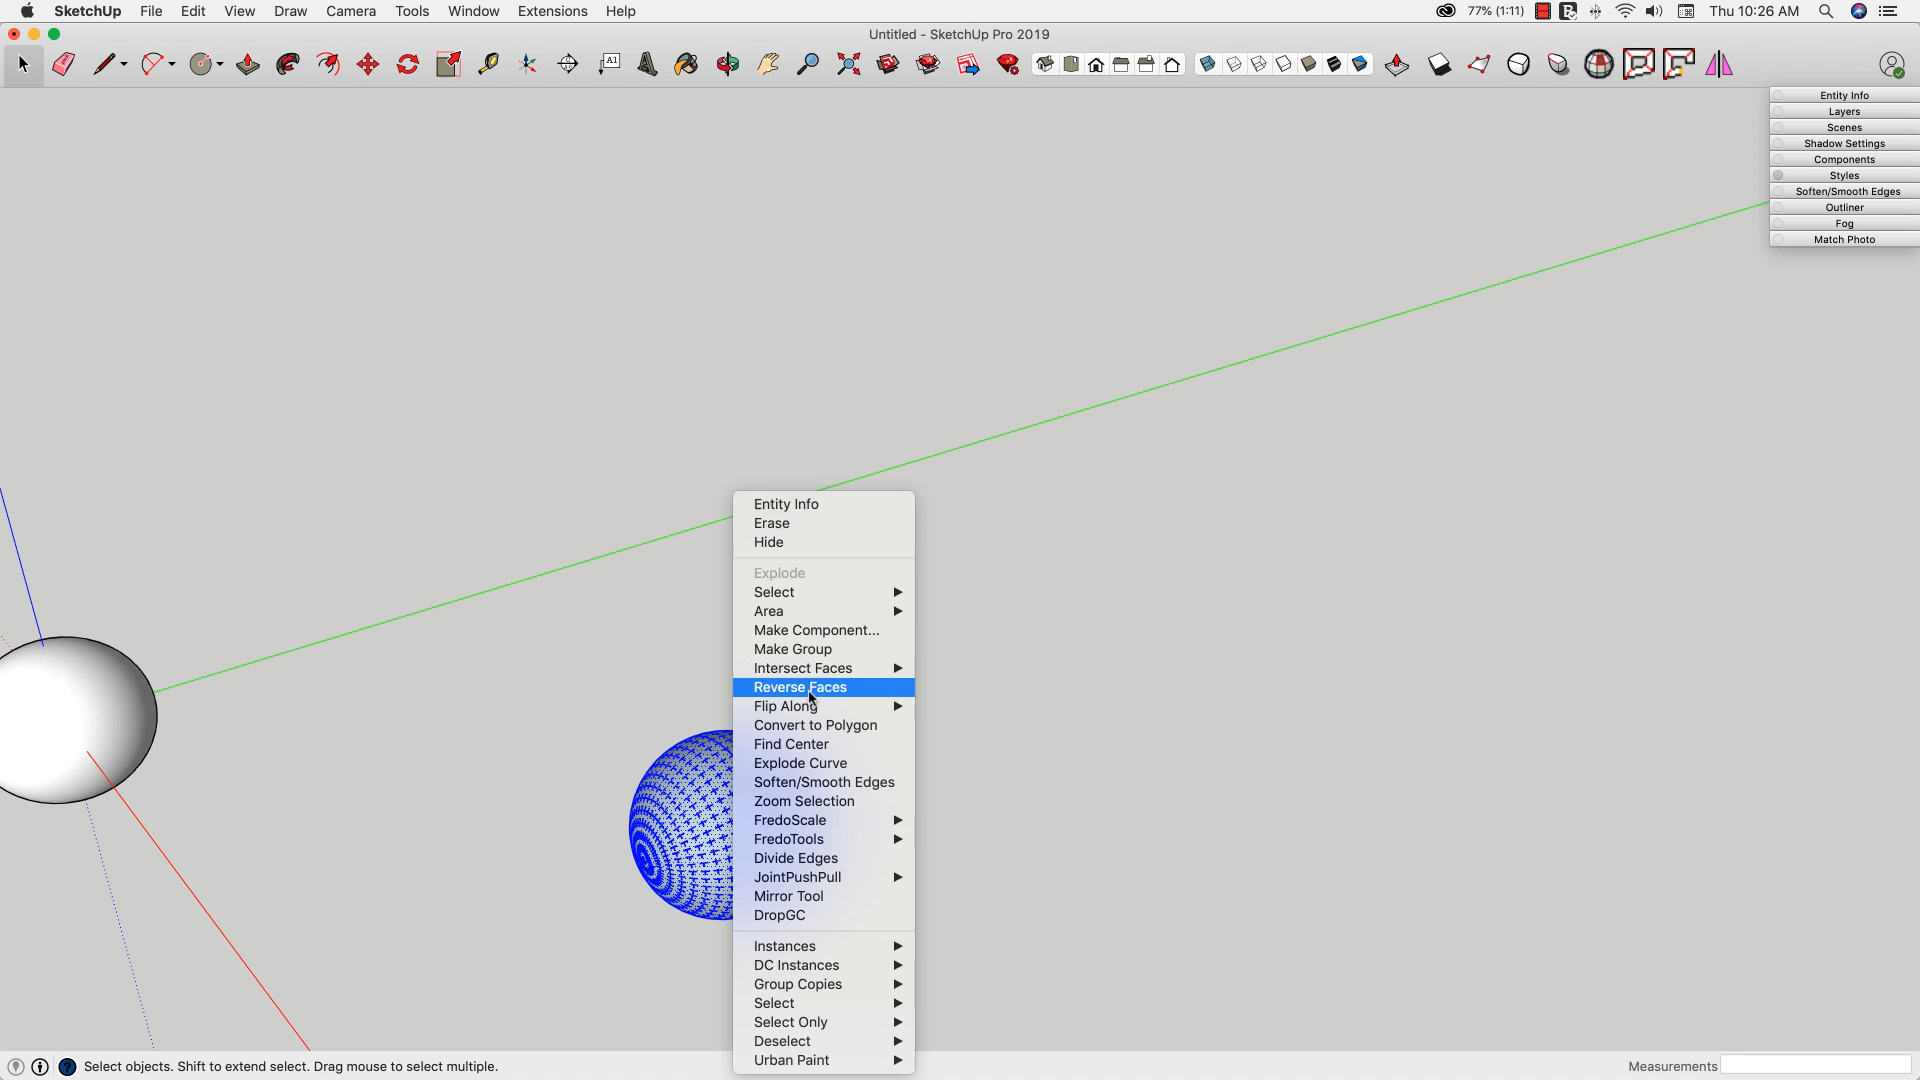 SketchUp File Edit View Draw Camera Tools Window Extensions Help 77% (1:11) Thu 10:26 AM
Untitled - SketchUp Pro 2019
A1
Entity Info
Layers
Scenes
Shadow Settings
Components
Styles
Soften/Smooth Edges
Outliner
Fog
Match Photo
Entity Info
Erase
Hide
Explode
Select
Area
Make Component...
Make Group
Intersect Faces
Reverse Faces
Flip Along
Convert to Polygon
Find Center
Explode Curve
Soften/Smooth Edges
Zoom Selection
FredoScale
FredoTools
Divide Edges
JointPushPull
Mirror Tool
DropGC
Instances
DC Instances
Group Copies
Select
Select Only
Deselect
Urban Paint
Select objects. Shift to extend select. Drag mouse to select multiple.
Measurements